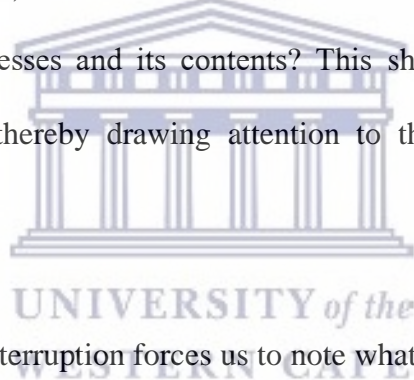 esses and its contents? This sh
thereby drawing attention to th
UNIVERSITY of the
terruption forces us to note what
WESTERN CAPE